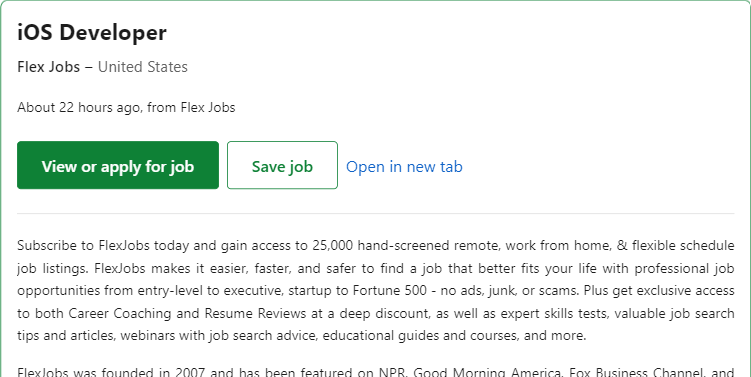 iOS Developer
Flex Jobs – United States
About 22 hours ago, from Flex Jobs
View or apply for job Save job Open in new tab
Subscribe to FlexJobs today and gain access to 25,000 hand-screened remote, work from home, & flexible schedule
job listings. FlexJobs makes it easier, faster, and safer to find a job that better fits your life with professional job
opportunities from entry-level to executive, startup to Fortune 500 - no ads, junk, or scams. Plus get exclusive access
to both Career Coaching and Resume Reviews at a deep discount, as well as expert skills tests, valuable job search
tips and articles, webinars with job search advice, educational guides and courses, and more.
FlexJobs was founded in 2007 and has been featured on NPR, Good Morning America, Fox Business Channel, and